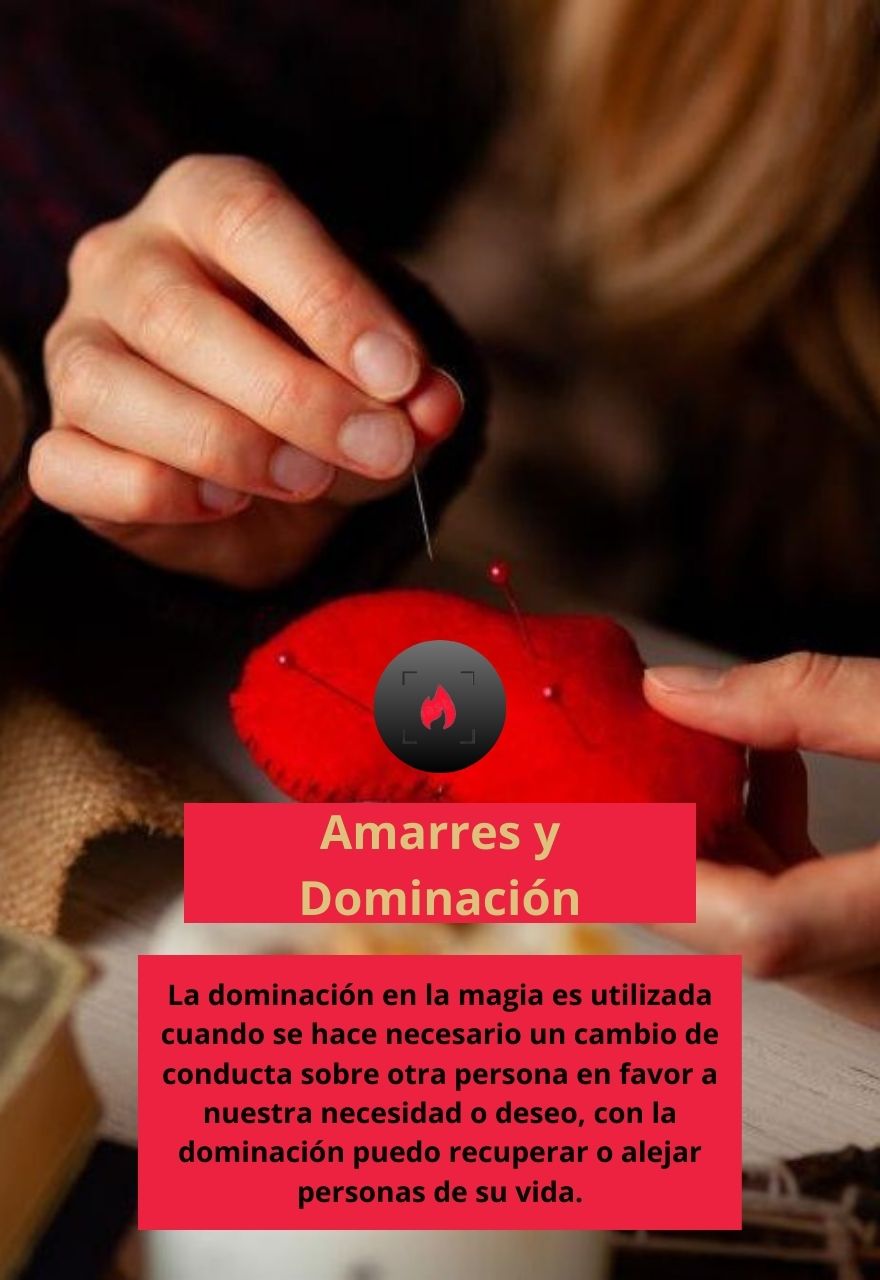 Amarres y
Dominación
La dominación en la magia es utilizada
cuando se hace necesario un cambio de
conducta sobre otra persona en favor a
nuestra necesidad o deseo, con la
dominación puedo recuperar o alejar
personas de su vida.